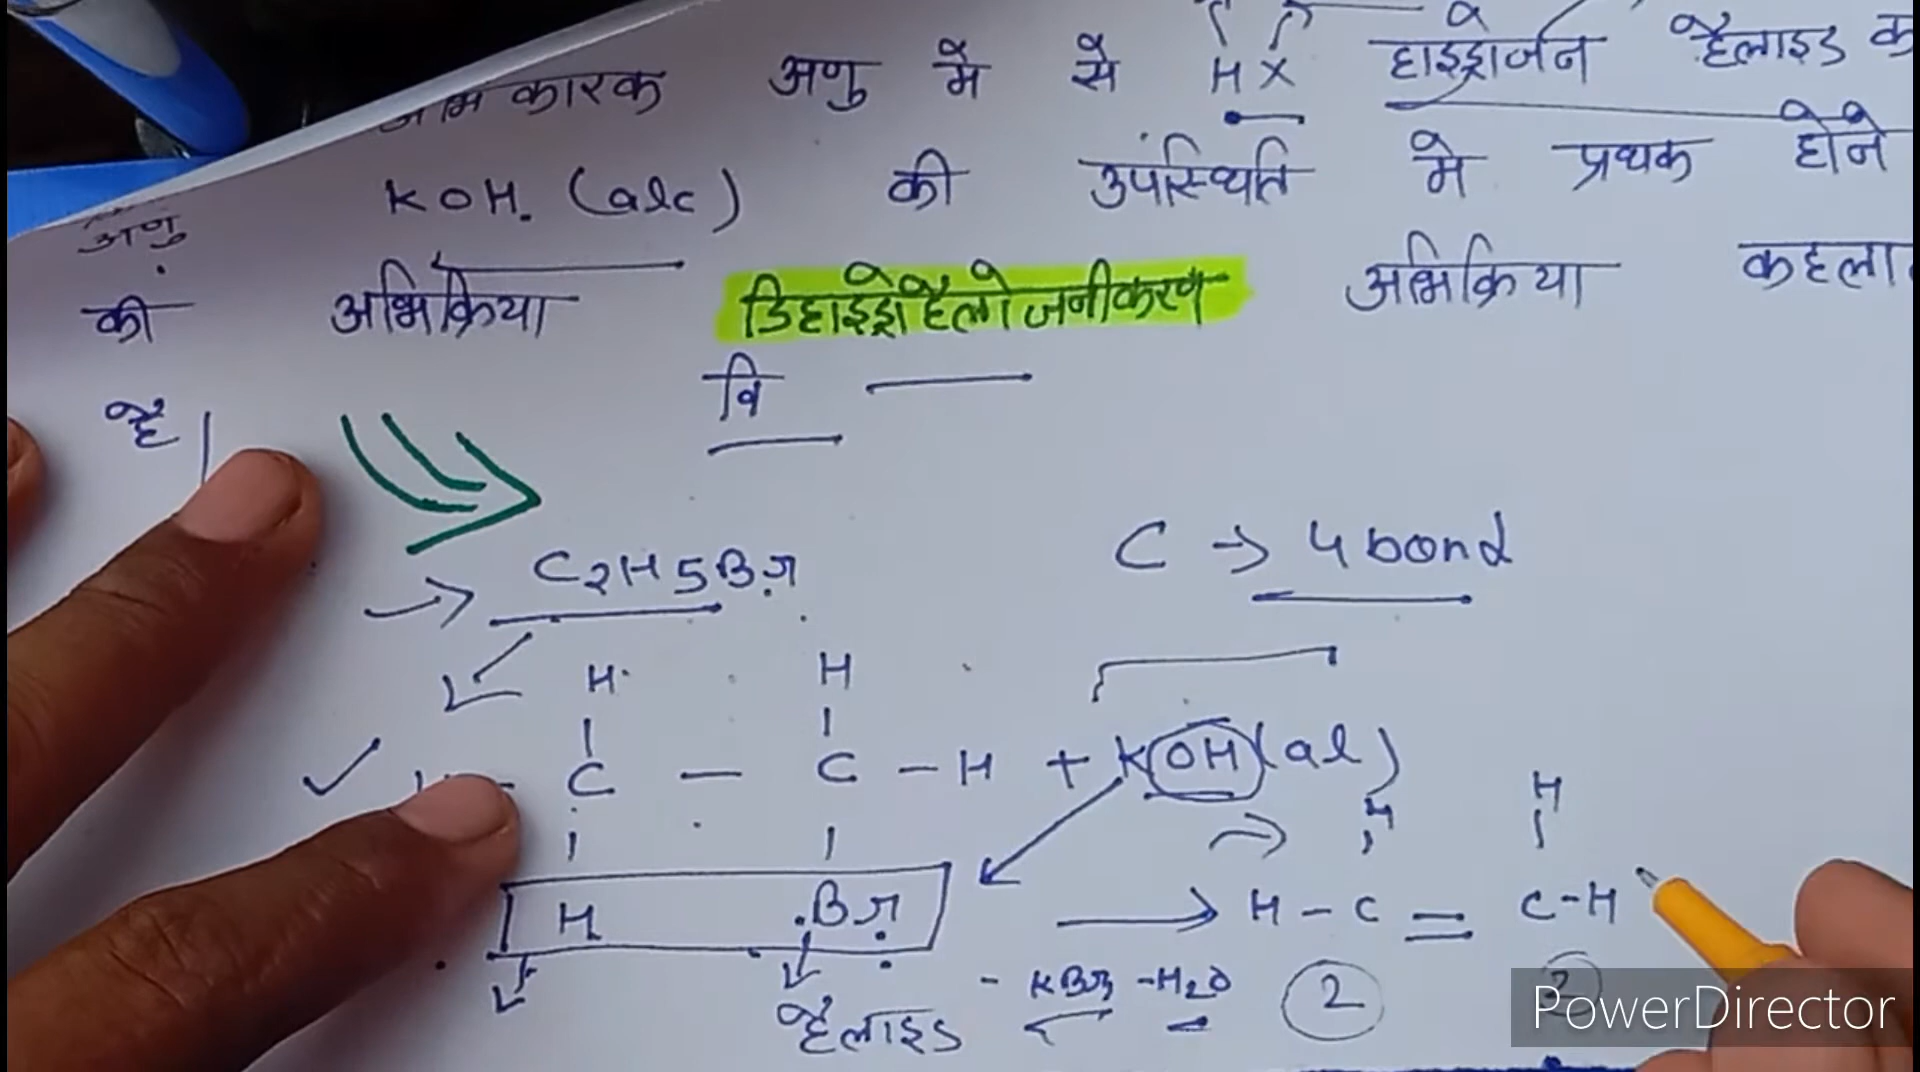 कारक अणु मे से HX हाइड्रोजन हैलाइड क
अणु KOH. (alc) की उपस्थिति मे प्रथक होने
की अभिक्रिया डिहाइड्रोहैलोजनीकरण अभिक्रिया कहला
है | वि
C2H5Br C → 4 bond
H H
C — C — H + KOH (al)
H H
H Br → H - C = C - H
- KBr - H2O 2 2
हैलाइड
PowerDirector